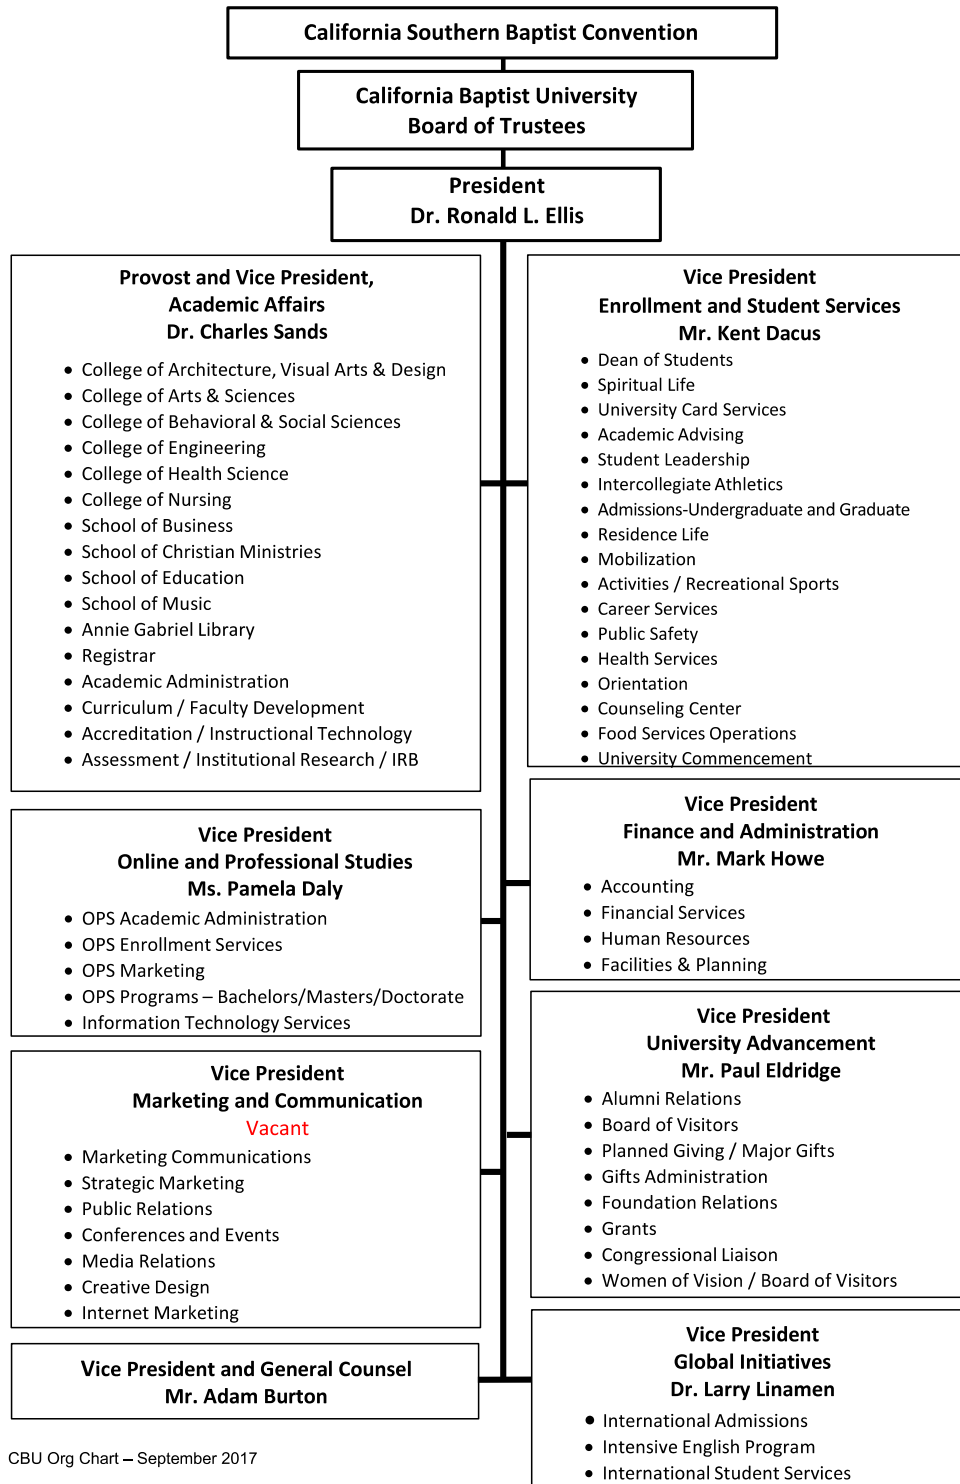 California Southern Baptist Convention
California Baptist University
Board of Trustees
President
Dr. Ronald L. Ellis
Provost and Vice President,
Academic Affairs
Dr. Charles Sands
• College of Architecture, Visual Arts & Design
• College of Arts & Sciences
• College of Behavioral & Social Sciences
• College of Engineering
• College of Health Science
• College of Nursing
• School of Business
• School of Christian Ministries
• School of Education
• School of Music
• Annie Gabriel Library
• Registrar
• Academic Administration
• Curriculum / Faculty Development
• Accreditation / Instructional Technology
• Assessment / Institutional Research / IRB
Vice President
Enrollment and Student Services
Mr. Kent Dacus
• Dean of Students
• Spiritual Life
• University Card Services
• Academic Advising
• Student Leadership
• Intercollegiate Athletics
• Admissions-Undergraduate and Graduate
• Residence Life
• Mobilization
• Activities / Recreational Sports
• Career Services
• Public Safety
• Health Services
• Orientation
• Counseling Center
• Food Services Operations
• University Commencement
Vice President
Online and Professional Studies
Ms. Pamela Daly
• OPS Academic Administration
• OPS Enrollment Services
• OPS Marketing
• OPS Programs – Bachelors/Masters/Doctorate
• Information Technology Services
Vice President
Finance and Administration
Mr. Mark Howe
• Accounting
• Financial Services
• Human Resources
• Facilities & Planning
Vice President
Marketing and Communication
Vacant
• Marketing Communications
• Strategic Marketing
• Public Relations
• Conferences and Events
• Media Relations
• Creative Design
• Internet Marketing
Vice President
University Advancement
Mr. Paul Eldridge
• Alumni Relations
• Board of Visitors
• Planned Giving / Major Gifts
• Gifts Administration
• Foundation Relations
• Grants
• Congressional Liaison
• Women of Vision / Board of Visitors
Vice President and General Counsel
Mr. Adam Burton
Vice President
Global Initiatives
Dr. Larry Linamen
• International Admissions
• Intensive English Program
• International Student Services
CBU Org Chart – September 2017